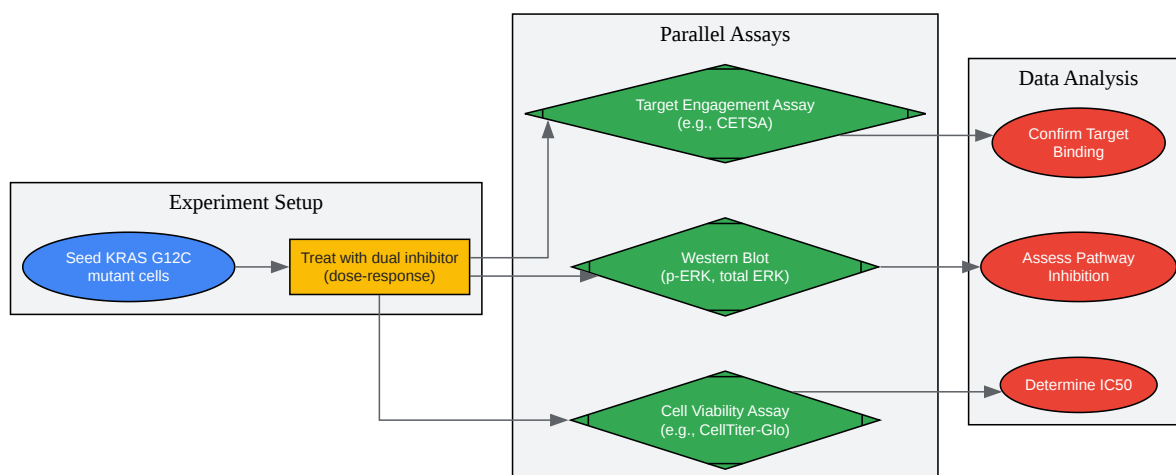 Experiment Setup
Seed KRAS G12C
mutant cells
Treat with dual inhibitor
(dose-response)
Parallel Assays
Target Engagement Assay
(e.g., CETSA)
Western Blot
(p-ERK, total ERK)
Cell Viability Assay
(e.g., CellTiter-Glo)
Data Analysis
Confirm Target
Binding
Assess Pathway
Inhibition
Determine IC50